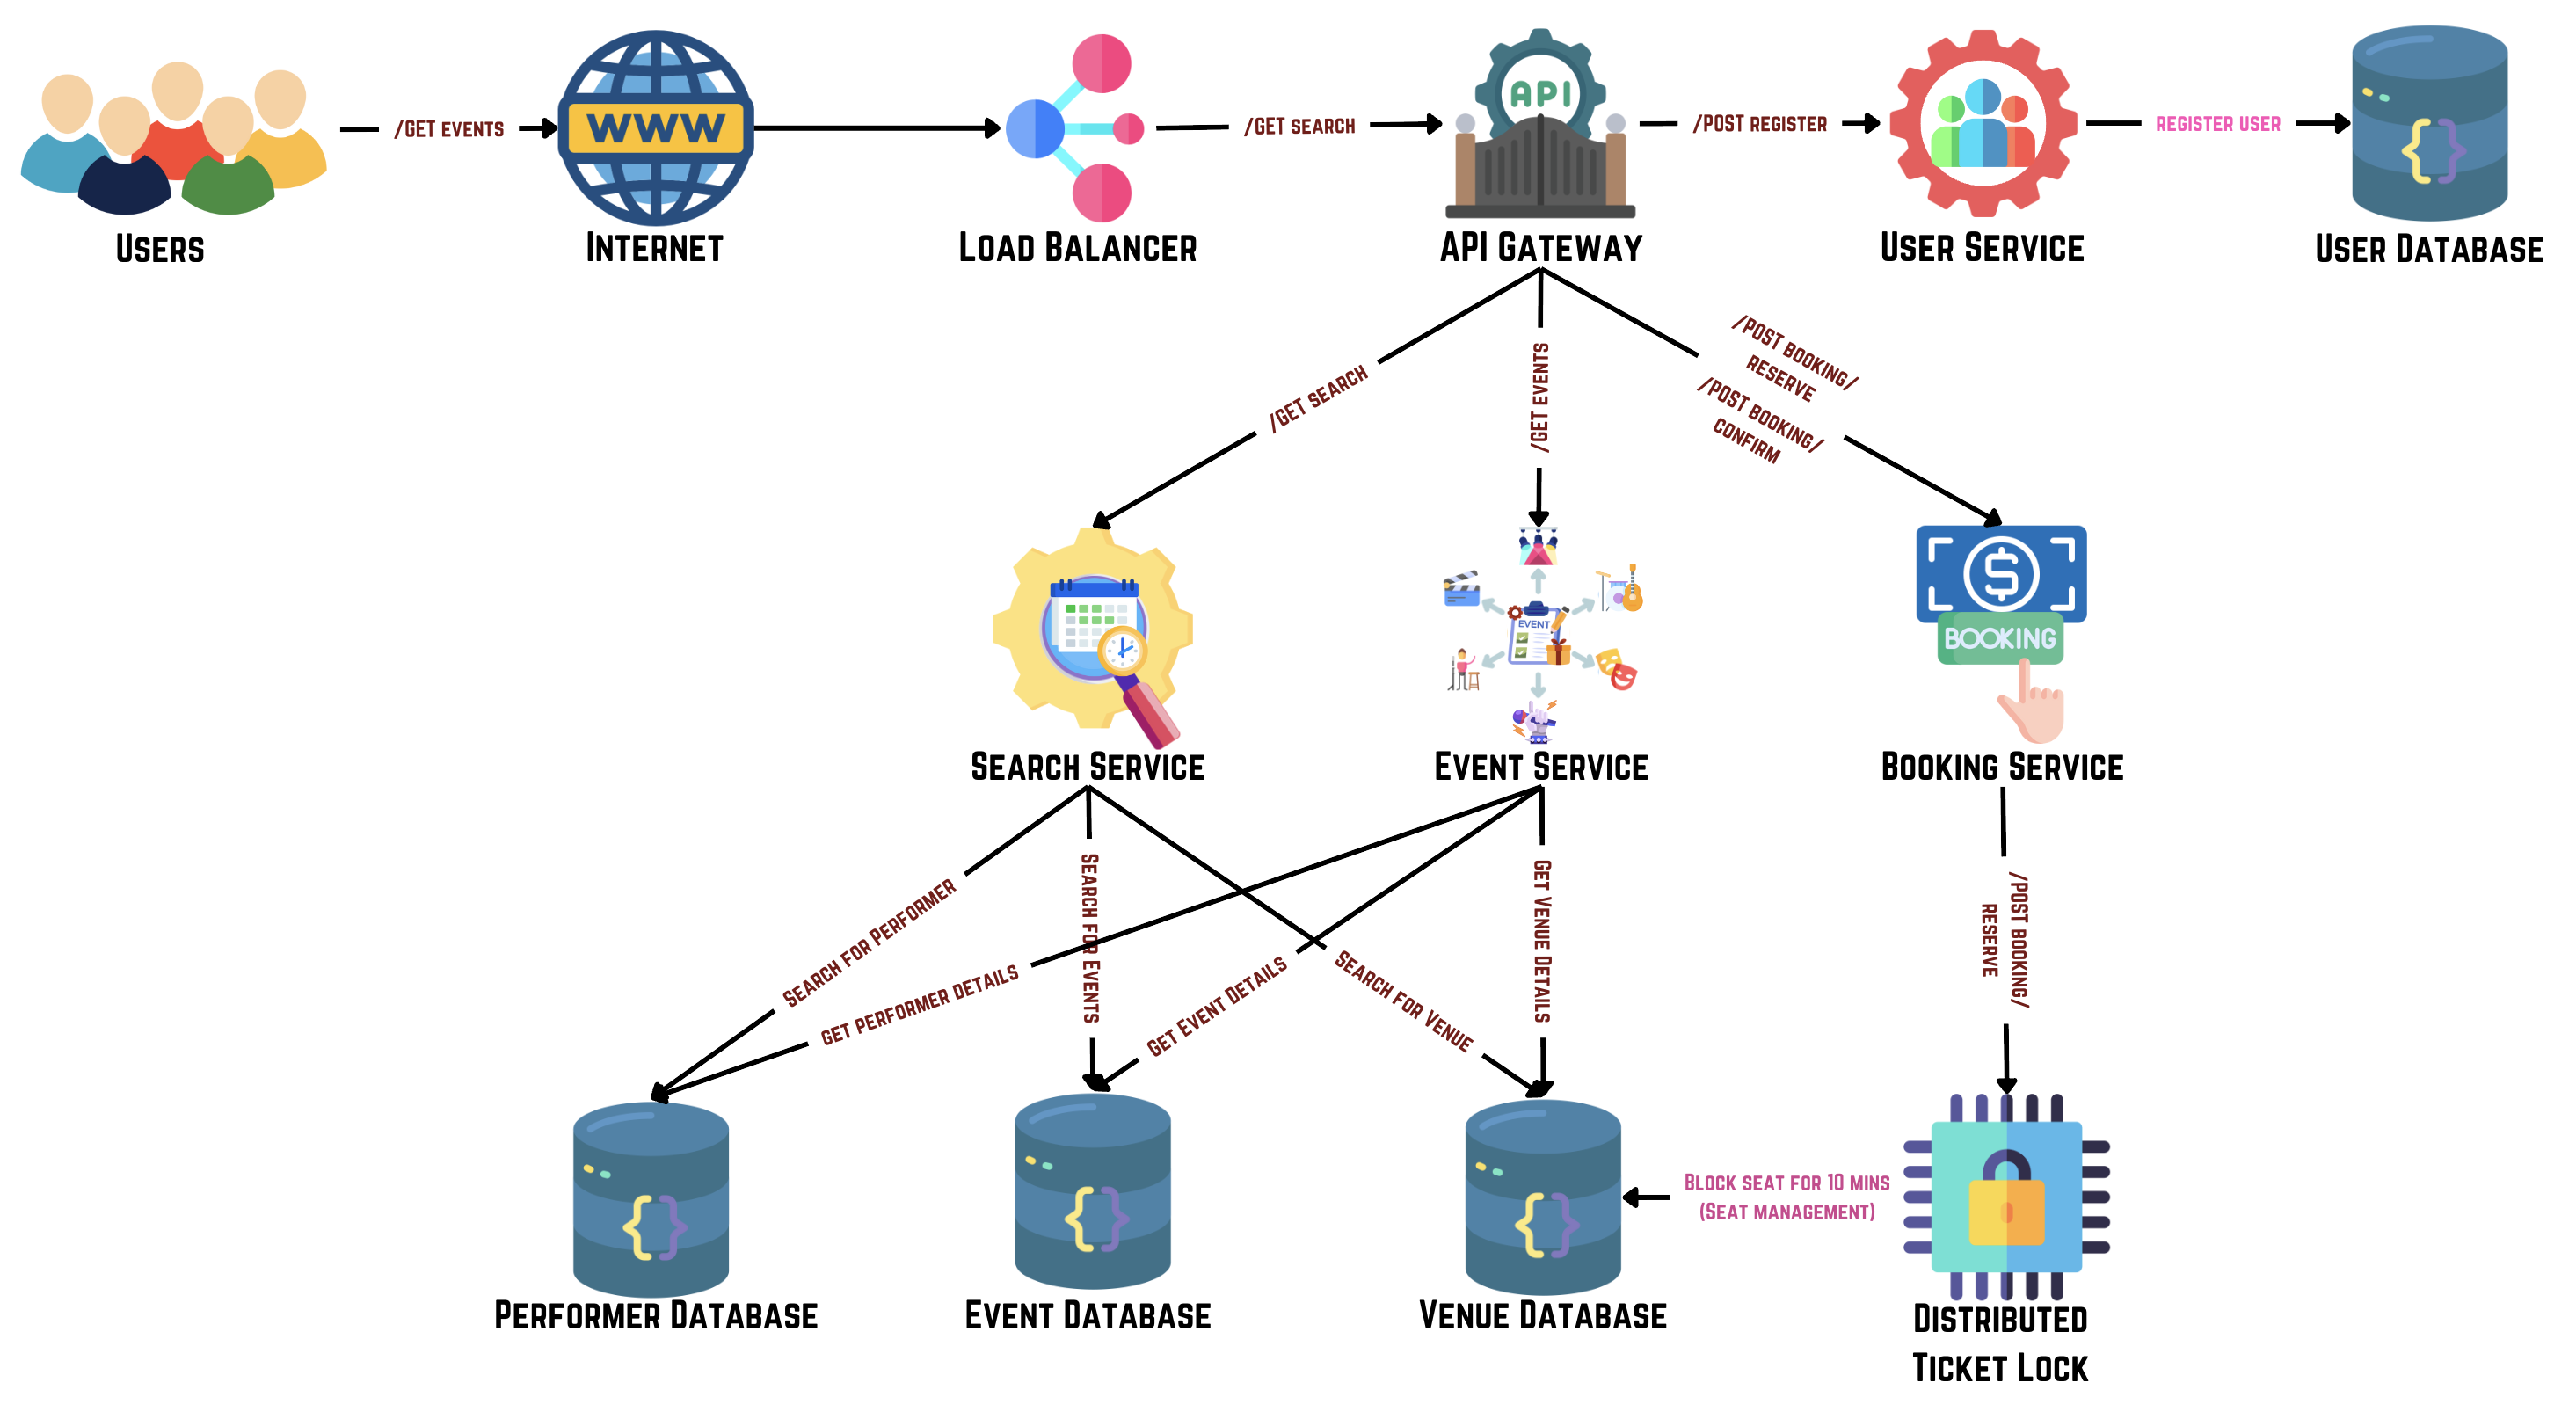 /GET EVENTS
WWW
/GET SEARCH
API
/POST REGISTER
REGISTER USER
USERS
INTERNET
LOAD BALANCER
API GATEWAY
USER SERVICE
USER DATABASE
/GET SEARCH
/GET EVENTS
/POST BOOKING/
RESERVE
/POST BOOKING/
CONFIRM
EVENT
$
BOOKING
SEARCH SERVICE
EVENT SERVICE
BOOKING SERVICE
SEARCH FOR PERFORMER
GET PERFORMER DETAILS
SEARCH FOR EVENTS
GET EVENT DETAILS
SEARCH FOR VENUE
GET VENUE DETAILS
/POST BOOKING/
RESERVE
{}
{}
{}
{}
BLOCK SEAT FOR 10 MINS
(SEAT MANAGEMENT)
PERFORMER DATABASE
EVENT DATABASE
VENUE DATABASE
DISTRIBUTED
TICKET LOCK